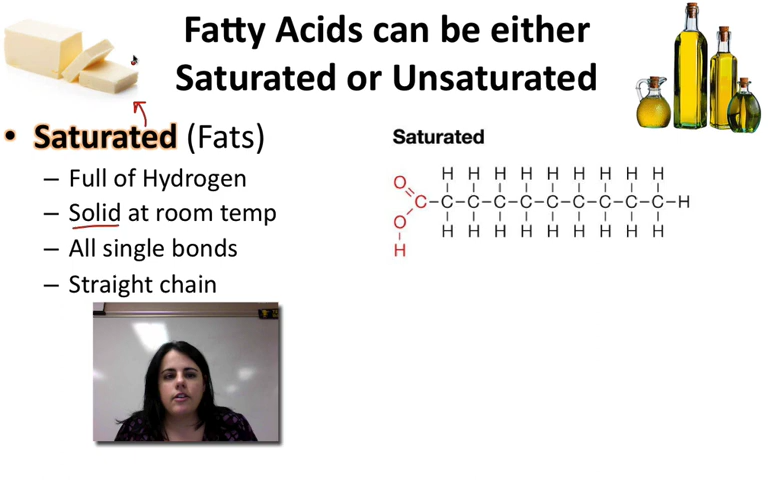 Fatty Acids can be either
Saturated or Unsaturated
• Saturated (Fats)
– Full of Hydrogen
– Solid at room temp
– All single bonds
– Straight chain
Saturated
H H H H H H H H H
O
C–C–C–C–C–C–C–C–C–C–H
O
H H H H H H H H H
H